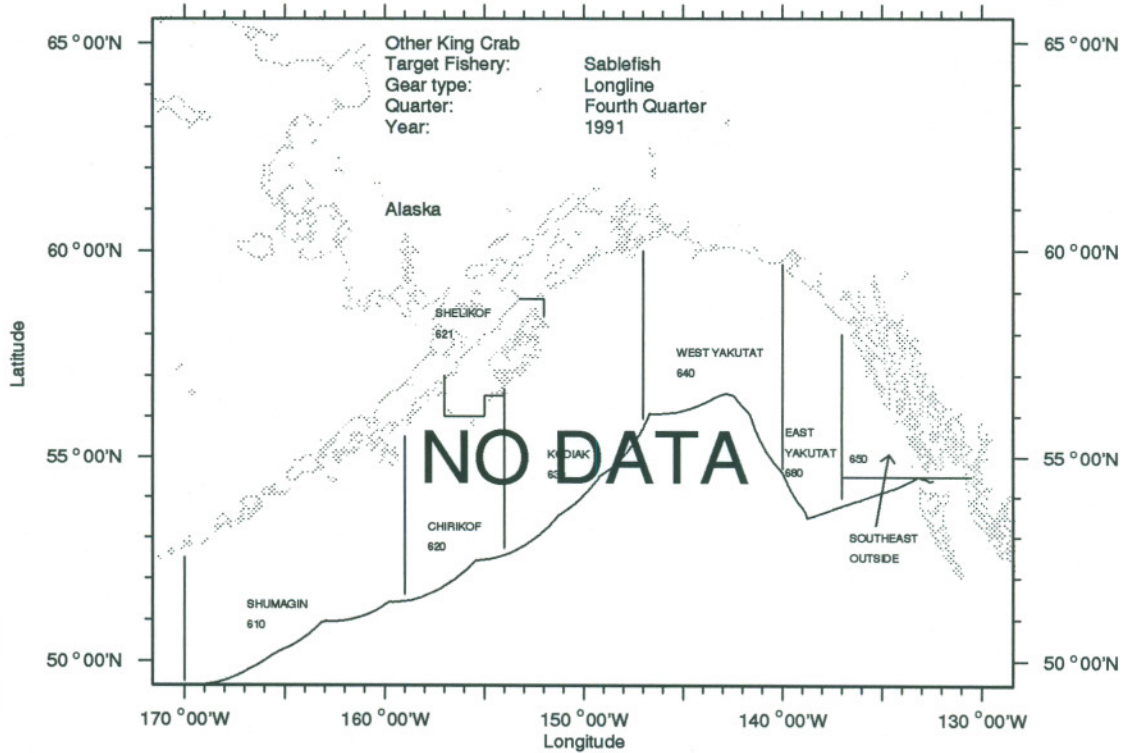 Other King Crab
Target Fishery: Sablefish
Gear type: Longline
Quarter: Fourth Quarter
Year: 1991
65 °00'N
65 °00'N
Alaska
60 °00'N
60 °00'N
SHELIKOF
621
WEST YAKUTAT
640
Latitude
NO DATA
KODIAK
EAST
YAKUTAT
680
650
55 °00'N
55 °00'N
CHIRIKOF
620
SOUTHEAST
OUTSIDE
SHUMAGIN
610
50 °00'N
50 °00'N
170 °00'W
160 °00'W
150 °00'W
140 °00'W
130 °00'W
Longitude